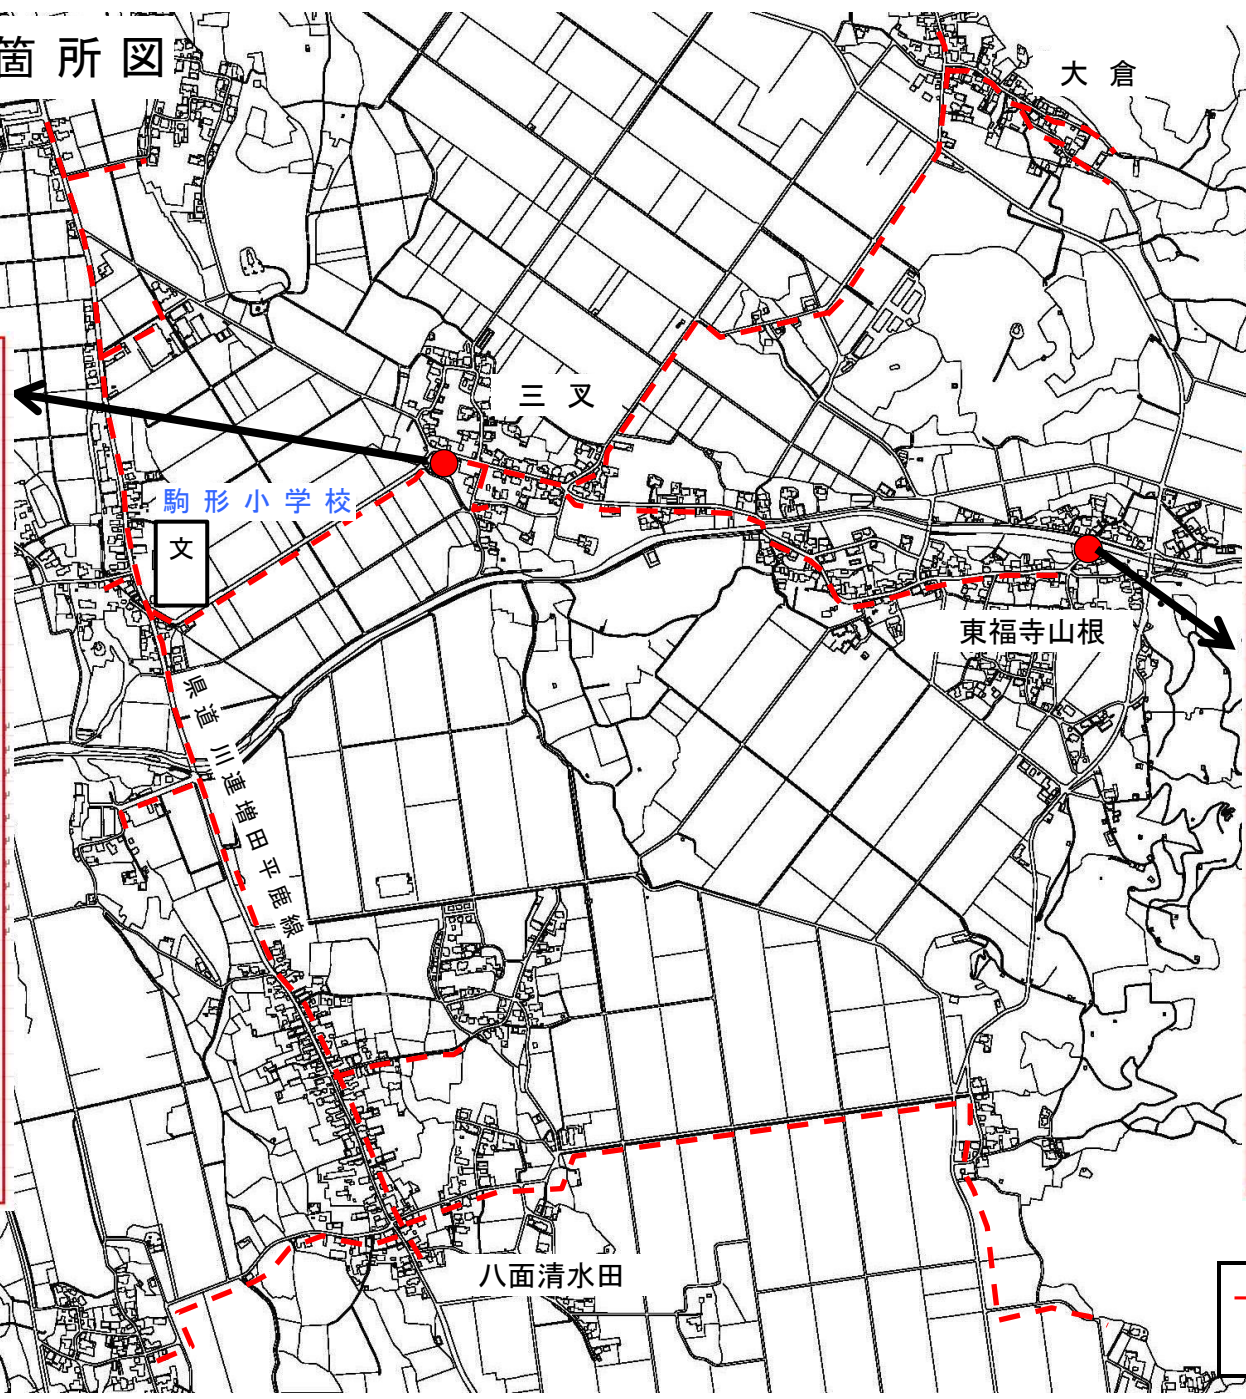 箇所図
大倉
三叉
駒形小学校
文
東福寺山根
県道 川連増田平鹿線
八面清水田